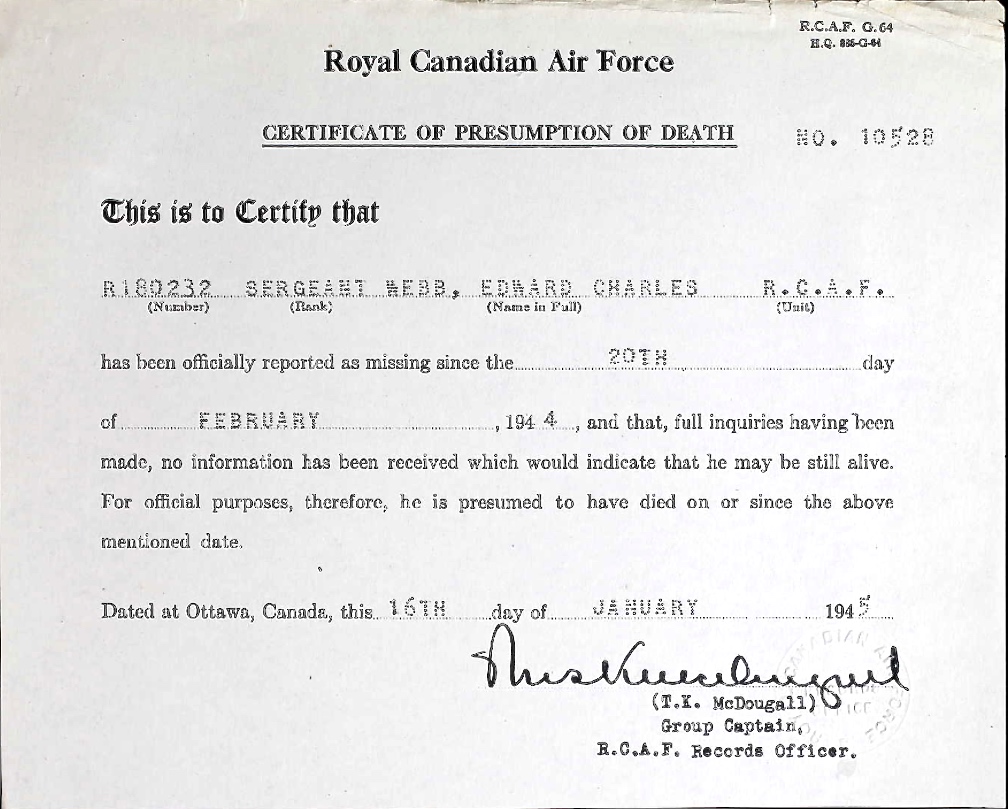 R.C.A.F. G.64
H.Q. 885-G-64
Royal Canadian Air Force
CERTIFICATE OF PRESUMPTION OF DEATH
NO. 10528
This is to Certify that
R180232 SERGEANT WEBB, EDWARD CHARLES R.C.A.F.
(Number) (Rank) (Name in Full) (Unit)
has been officially reported as missing since the 20TH day
of FEBRUARY, 1944, and that, full inquiries having been
made, no information has been received which would indicate that he may be still alive.
For official purposes, therefore, he is presumed to have died on or since the above
mentioned date.
Dated at Ottawa, Canada, this 16TH day of JANUARY 1945
(T.K. McDougall)
Group Captain,
R.C.A.F. Records Officer.